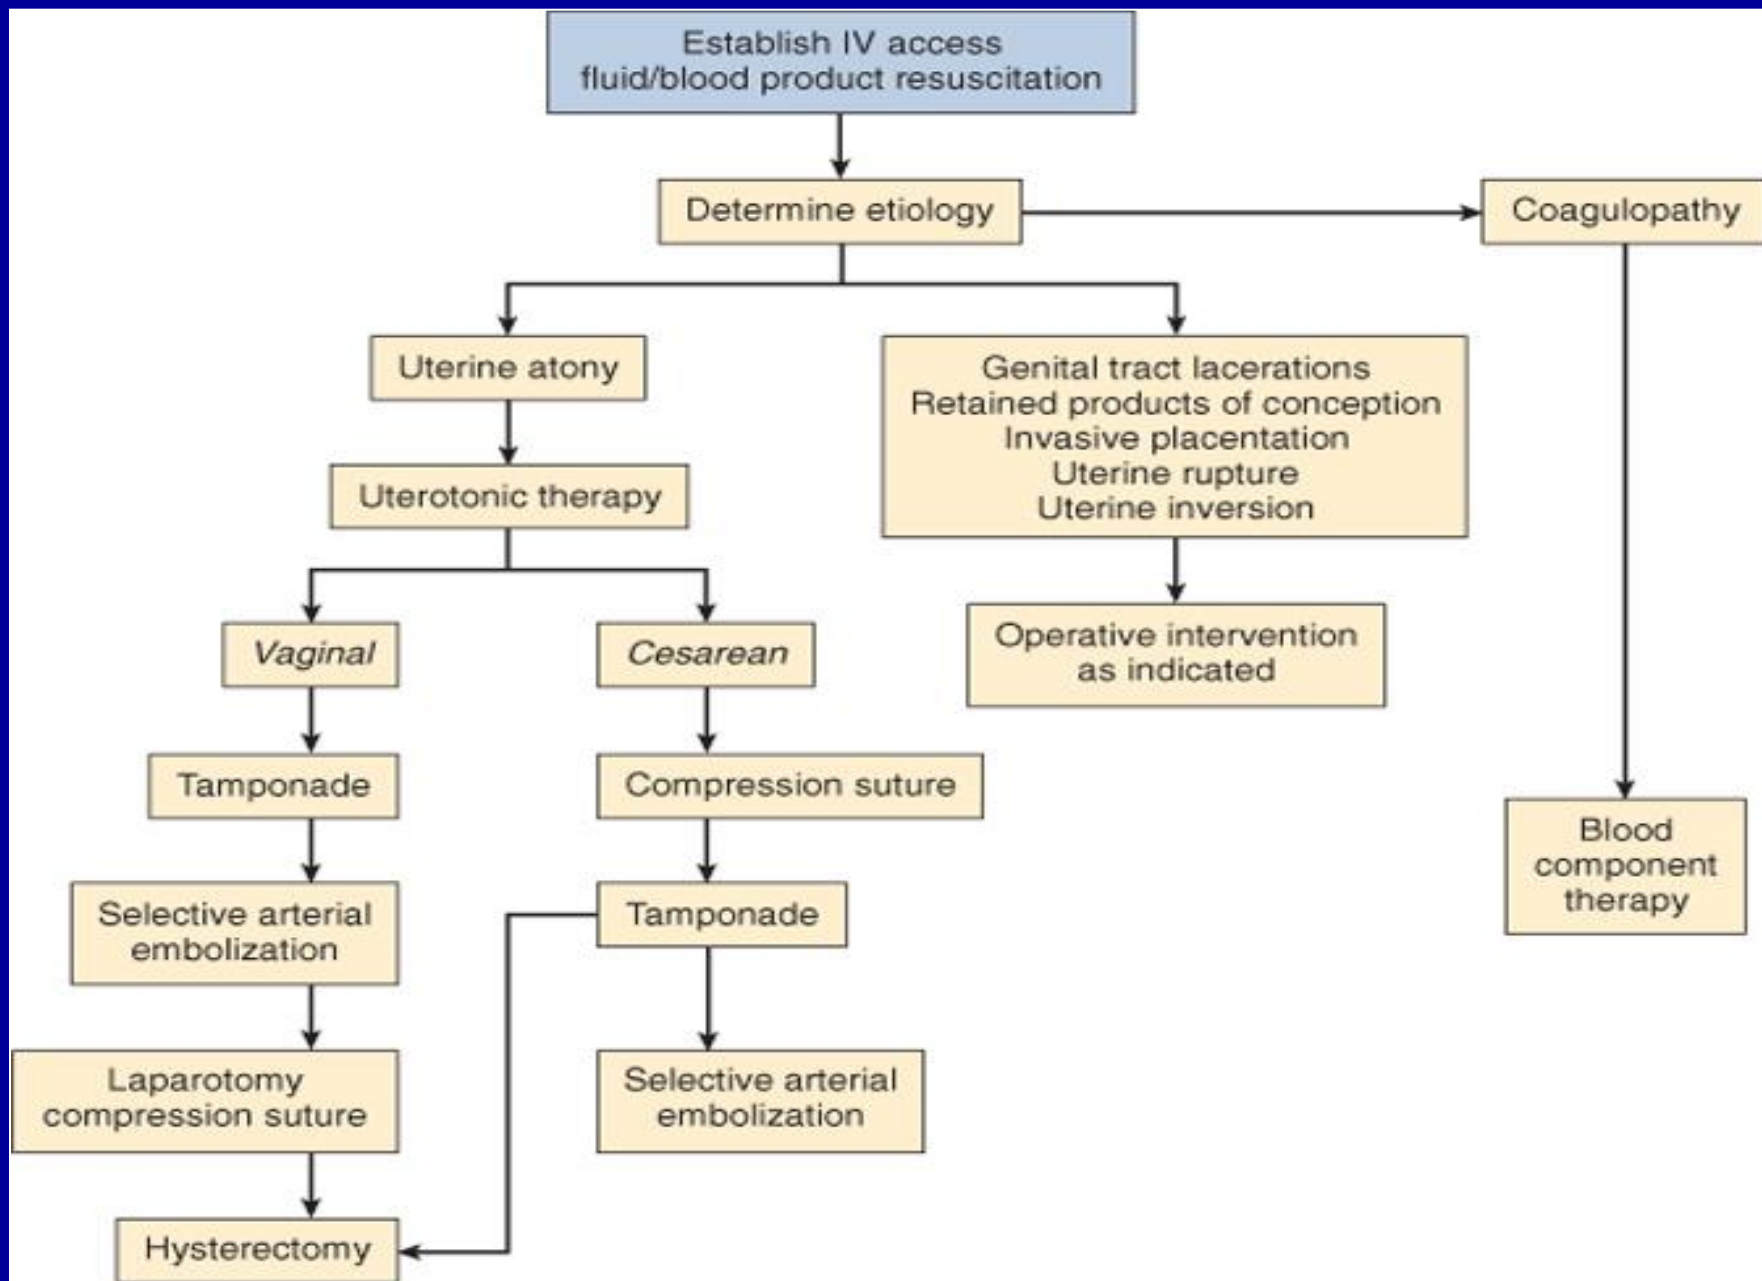 Establish IV access
fluid/blood product resuscitation
Determine etiology
Coagulopathy
Uterine atony
Genital tract lacerations
Retained products of conception
Invasive placentation
Uterine rupture
Uterine inversion
Uterotonic therapy
Vaginal
Cesarean
Operative intervention
as indicated
Tamponade
Compression suture
Blood
component
therapy
Selective arterial
embolization
Tamponade
Laparotomy
compression suture
Selective arterial
embolization
Hysterectomy